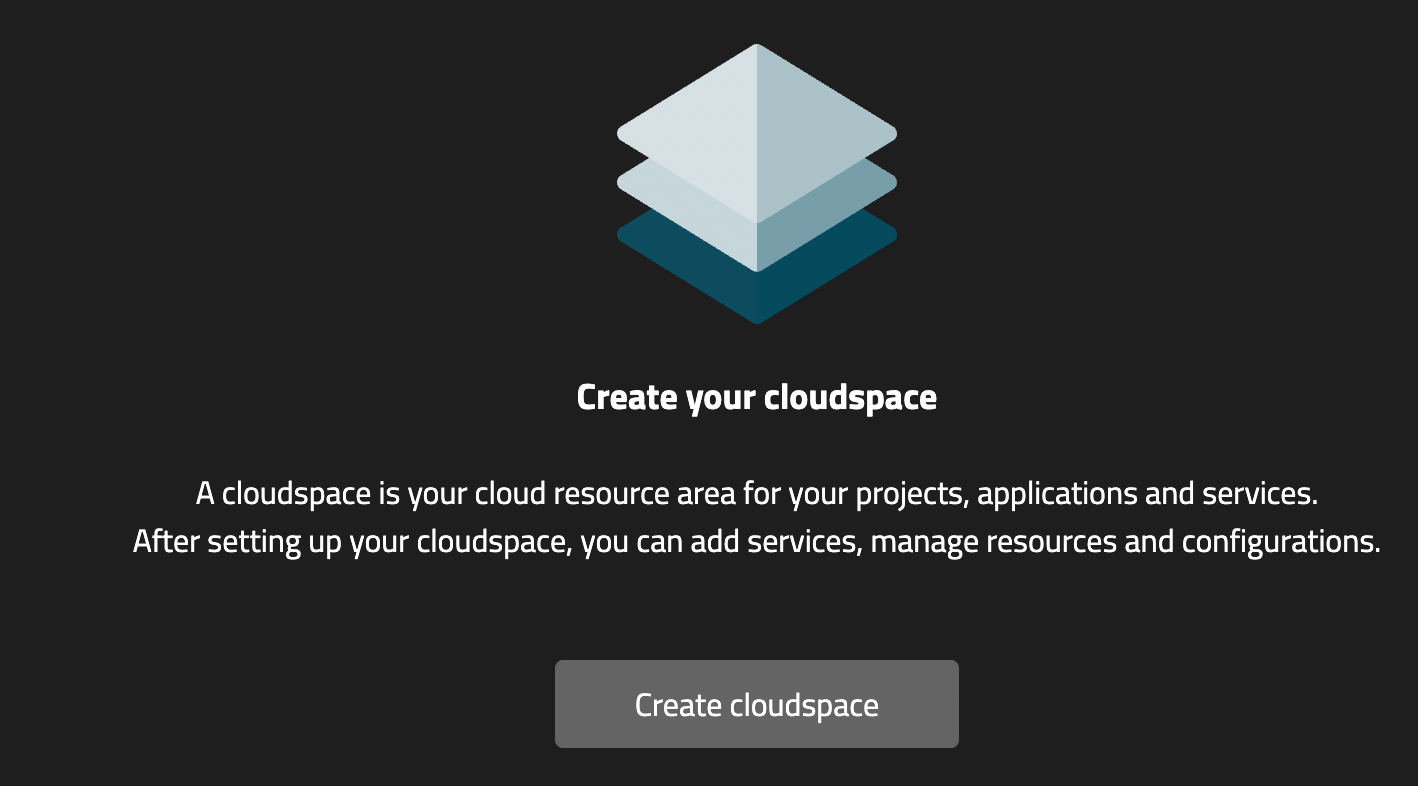 Create your cloudspace
A cloudspace is your cloud resource area for your projects, applications and services.
After setting up your cloudspace, you can add services, manage resources and configurations.
Create cloudspace